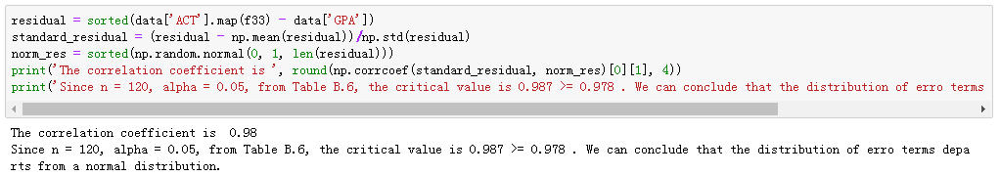 residual = sorted(data['ACT'].map(f33) - data['GPA'])
standard_residual = (residual - np.mean(residual))/np.std(residual)
norm_res = sorted(np.random.normal(0, 1, len(residual)))
print('The correlation coefficient is ', round(np.corrcoef(standard_residual, norm_res)[0][1], 4))
print('Since n = 120, alpha = 0.05, from Table B.6, the critical value is 0.987 >= 0.978 . We can conclude that the distribution of erro terms
The correlation coefficient is  0.98
Since n = 120, alpha = 0.05, from Table B.6, the critical value is 0.987 >= 0.978 . We can conclude that the distribution of erro terms depa
rts from a normal distribution.